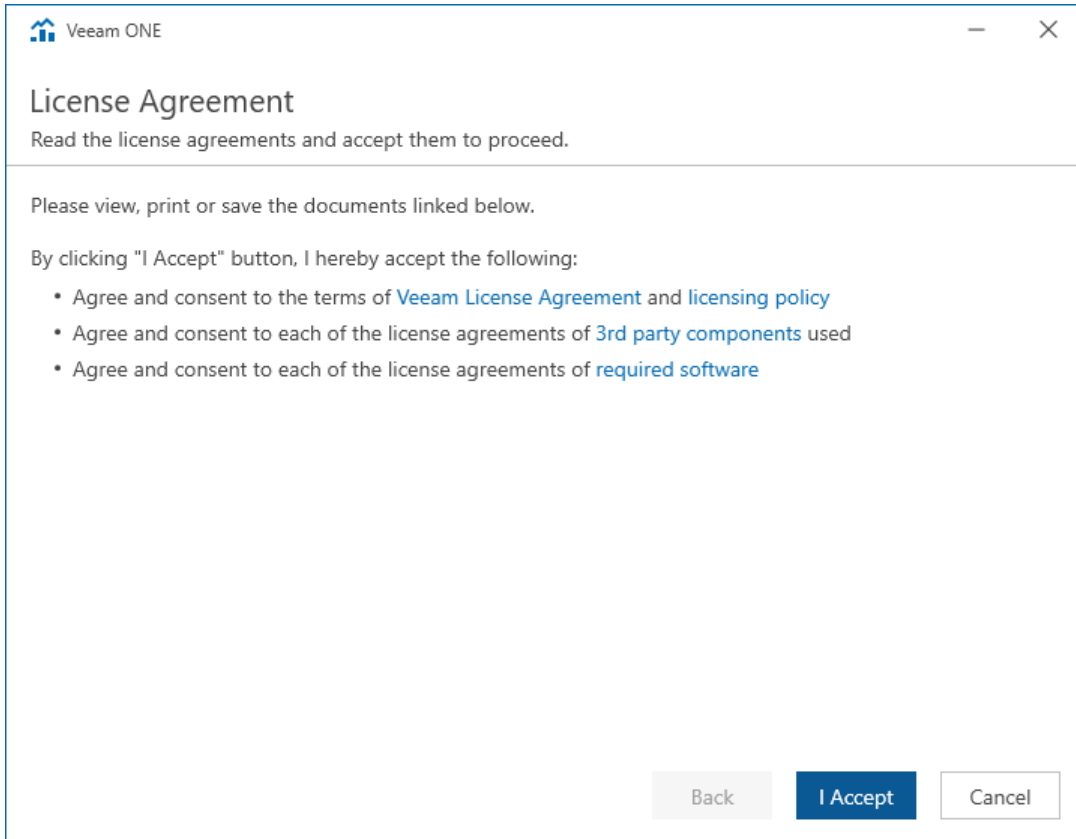 Veeam ONE
License Agreement
Read the license agreements and accept them to proceed.
Please view, print or save the documents linked below.
By clicking "I Accept" button, I hereby accept the following:
• Agree and consent to the terms of Veeam License Agreement and licensing policy
• Agree and consent to each of the license agreements of 3rd party components used
• Agree and consent to each of the license agreements of required software
Back I Accept Cancel